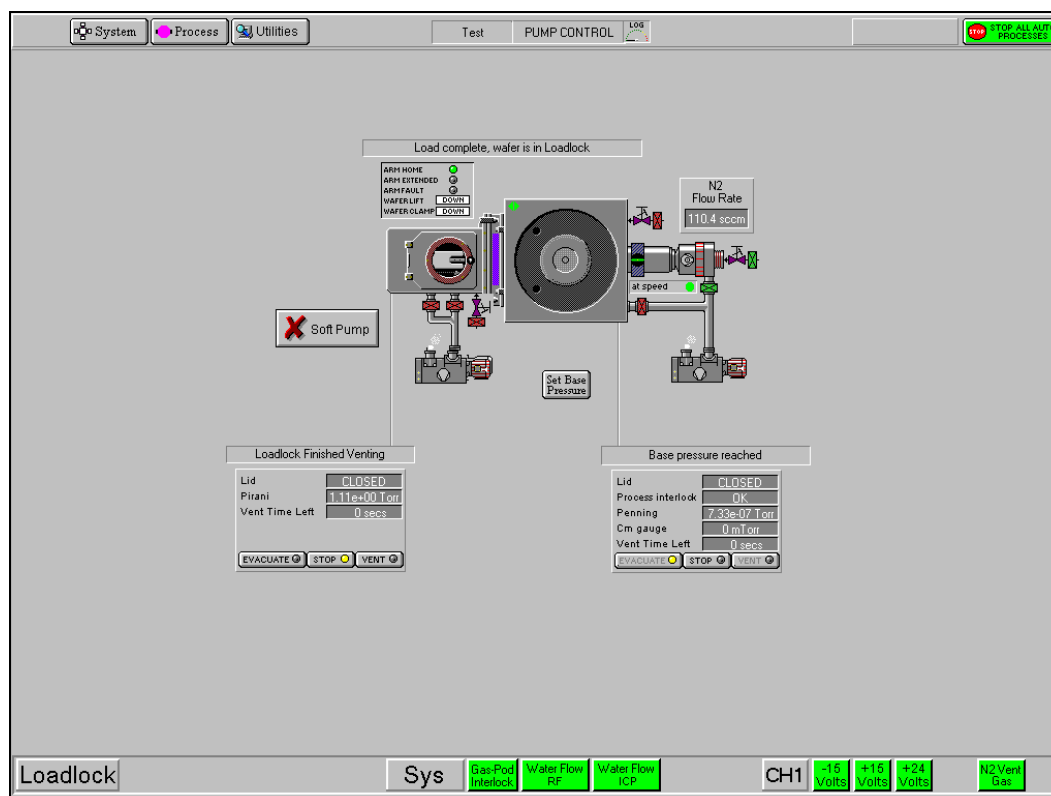 System
Process
Utilities
Test
PUMP CONTROL
LOG
STOP
STOP ALL AUT
PROCESSES
Load complete, wafer is in Loadlock
ARM HOME
ARM EXTENDED
ARM FAULT
WAFER LIFT DOWN
WAFER CLAMP DOWN
N2
Flow Rate
110.4 sccm
at speed
Soft Pump
Set Base
Pressure
Loadlock Finished Venting
Lid CLOSED
Pirani 1.11e+00 Torr
Vent Time Left 0 secs
EVACUATE STOP VENT
Base pressure reached
Lid CLOSED
Process interlock OK
Penning 7.33e-07 Torr
Cm gauge 0 mTorr
Vent Time Left 0 secs
EVACUATE STOP VENT
Loadlock
Sys
Gas-Pod
Interlock
Water Flow
RF
Water Flow
ICP
CH1
-15
Volts
+15
Volts
+24
Volts
N2 Vent
Gas